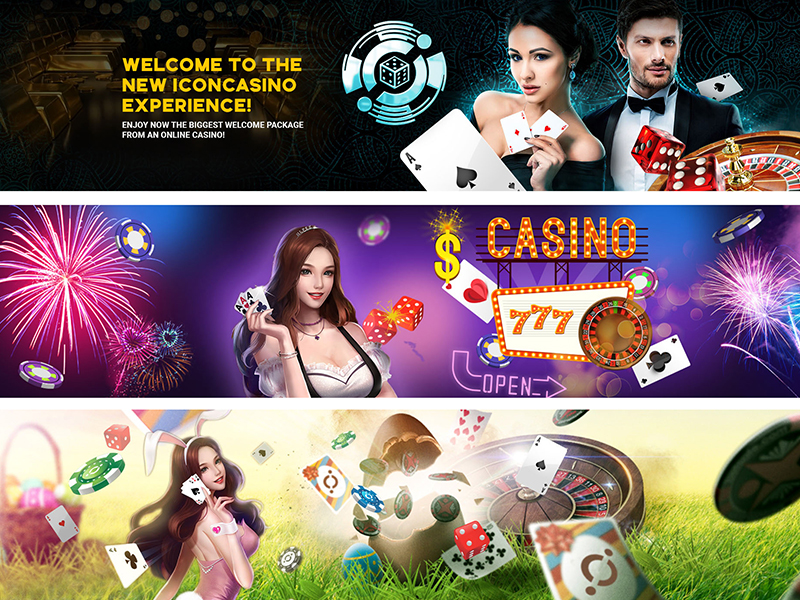 WELCOME TO THE
NEW ICONCASINO
EXPERIENCE!
ENJOY NOW THE BIGGEST WELCOME PACKAGE
FROM AN ONLINE CASINO!
A
$
CASINO
777
OPEN